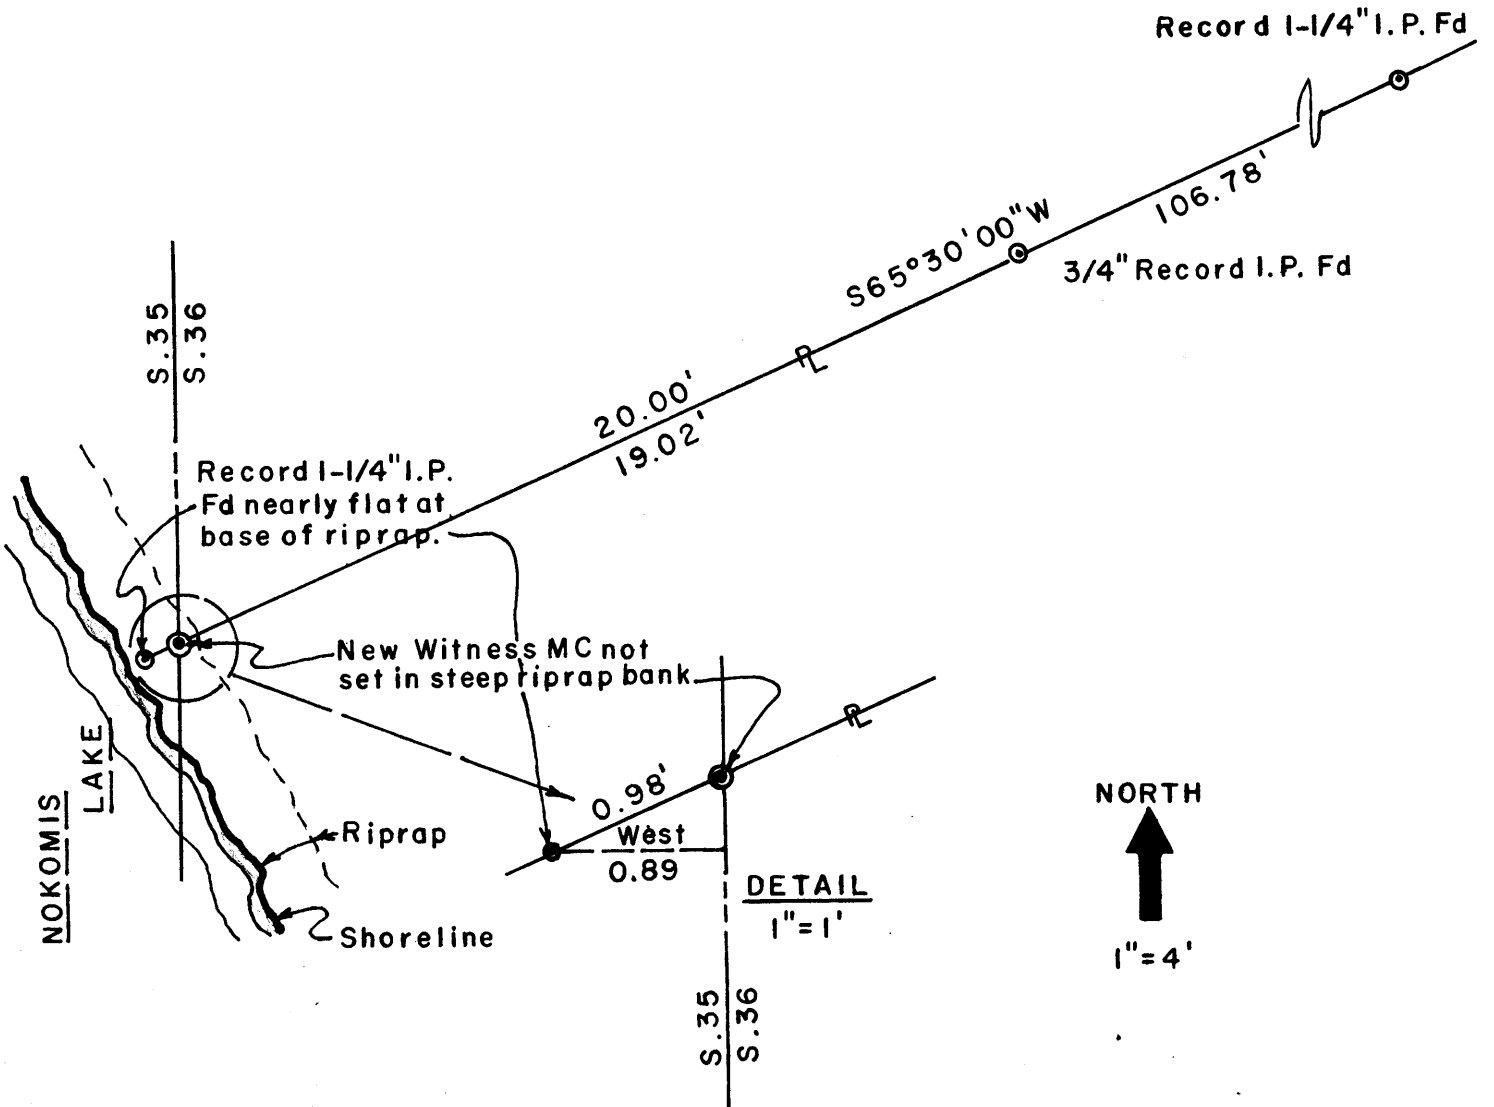 Record 1-1/4" I.P. Fd
106.78'
S65°30'00"W
3/4" Record I.P. Fd
S.35
S.36
PL
20.00'
19.02'
Record 1-1/4" I.P.
Fd nearly flat at
base of riprap.
New Witness MC not
set in steep riprap bank
PL
0.98'
West
0.89
NOKOMIS
LAKE
Riprap
Shoreline
DETAIL
1"=1'
NORTH
1"=4'
S.35
S.36